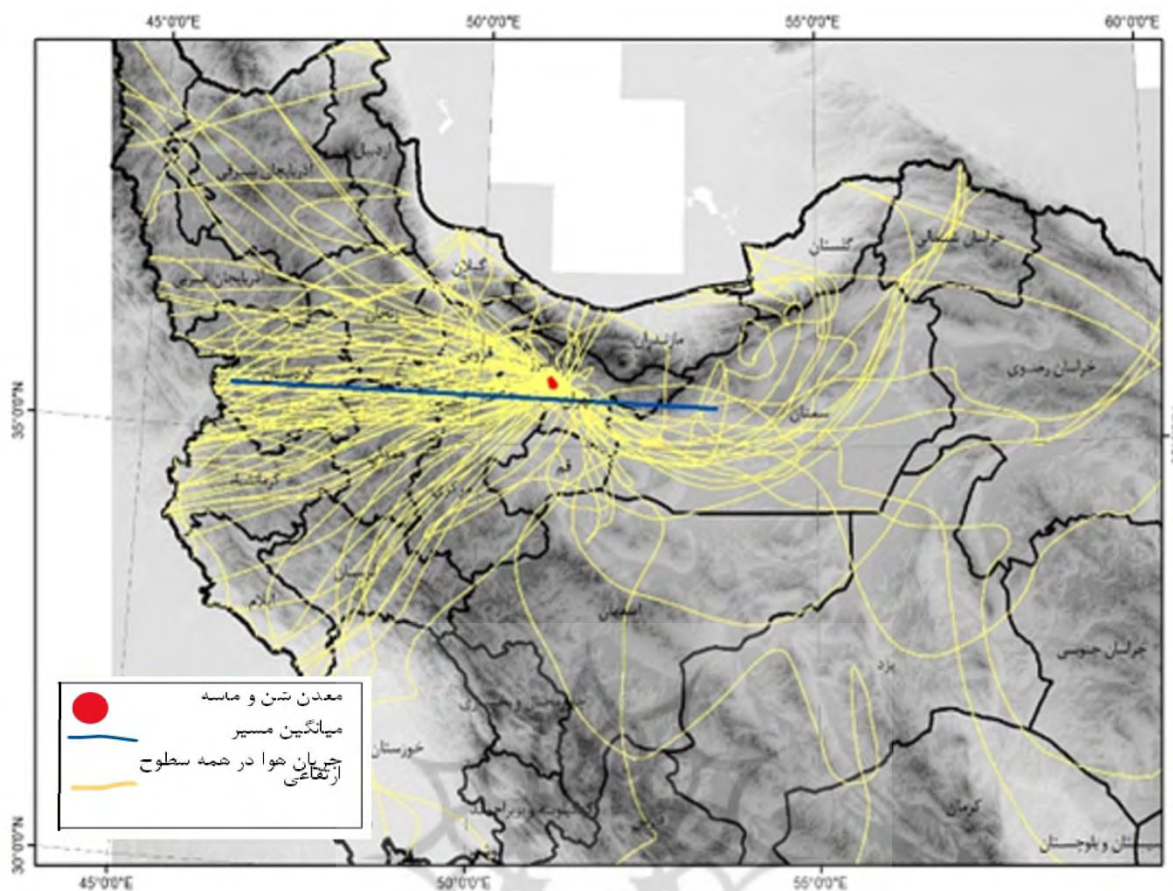 45°0'0"E 50°0'0"E 55°0'0"E 60°0'0"E
اردبیل
آذربایجان شرقی
گلستان
خراسان شمالی
گیلان
آذربایجان غربی
مازندران
قزوین
خراسان رضوی
35°0'0"N
سمنان
قم
کرمانشاه
مرکزی
ایلام
اصفهان
خراسان جنوبی
یزد
معدن شن و ماسه
میانگین مسیر
جریان هوا در همه سطوح
ارتفاعی
خوزستان
کرمان
سیستان و بلوچستان
30°0'0"N
45°0'0"E 50°0'0"E 55°0'0"E